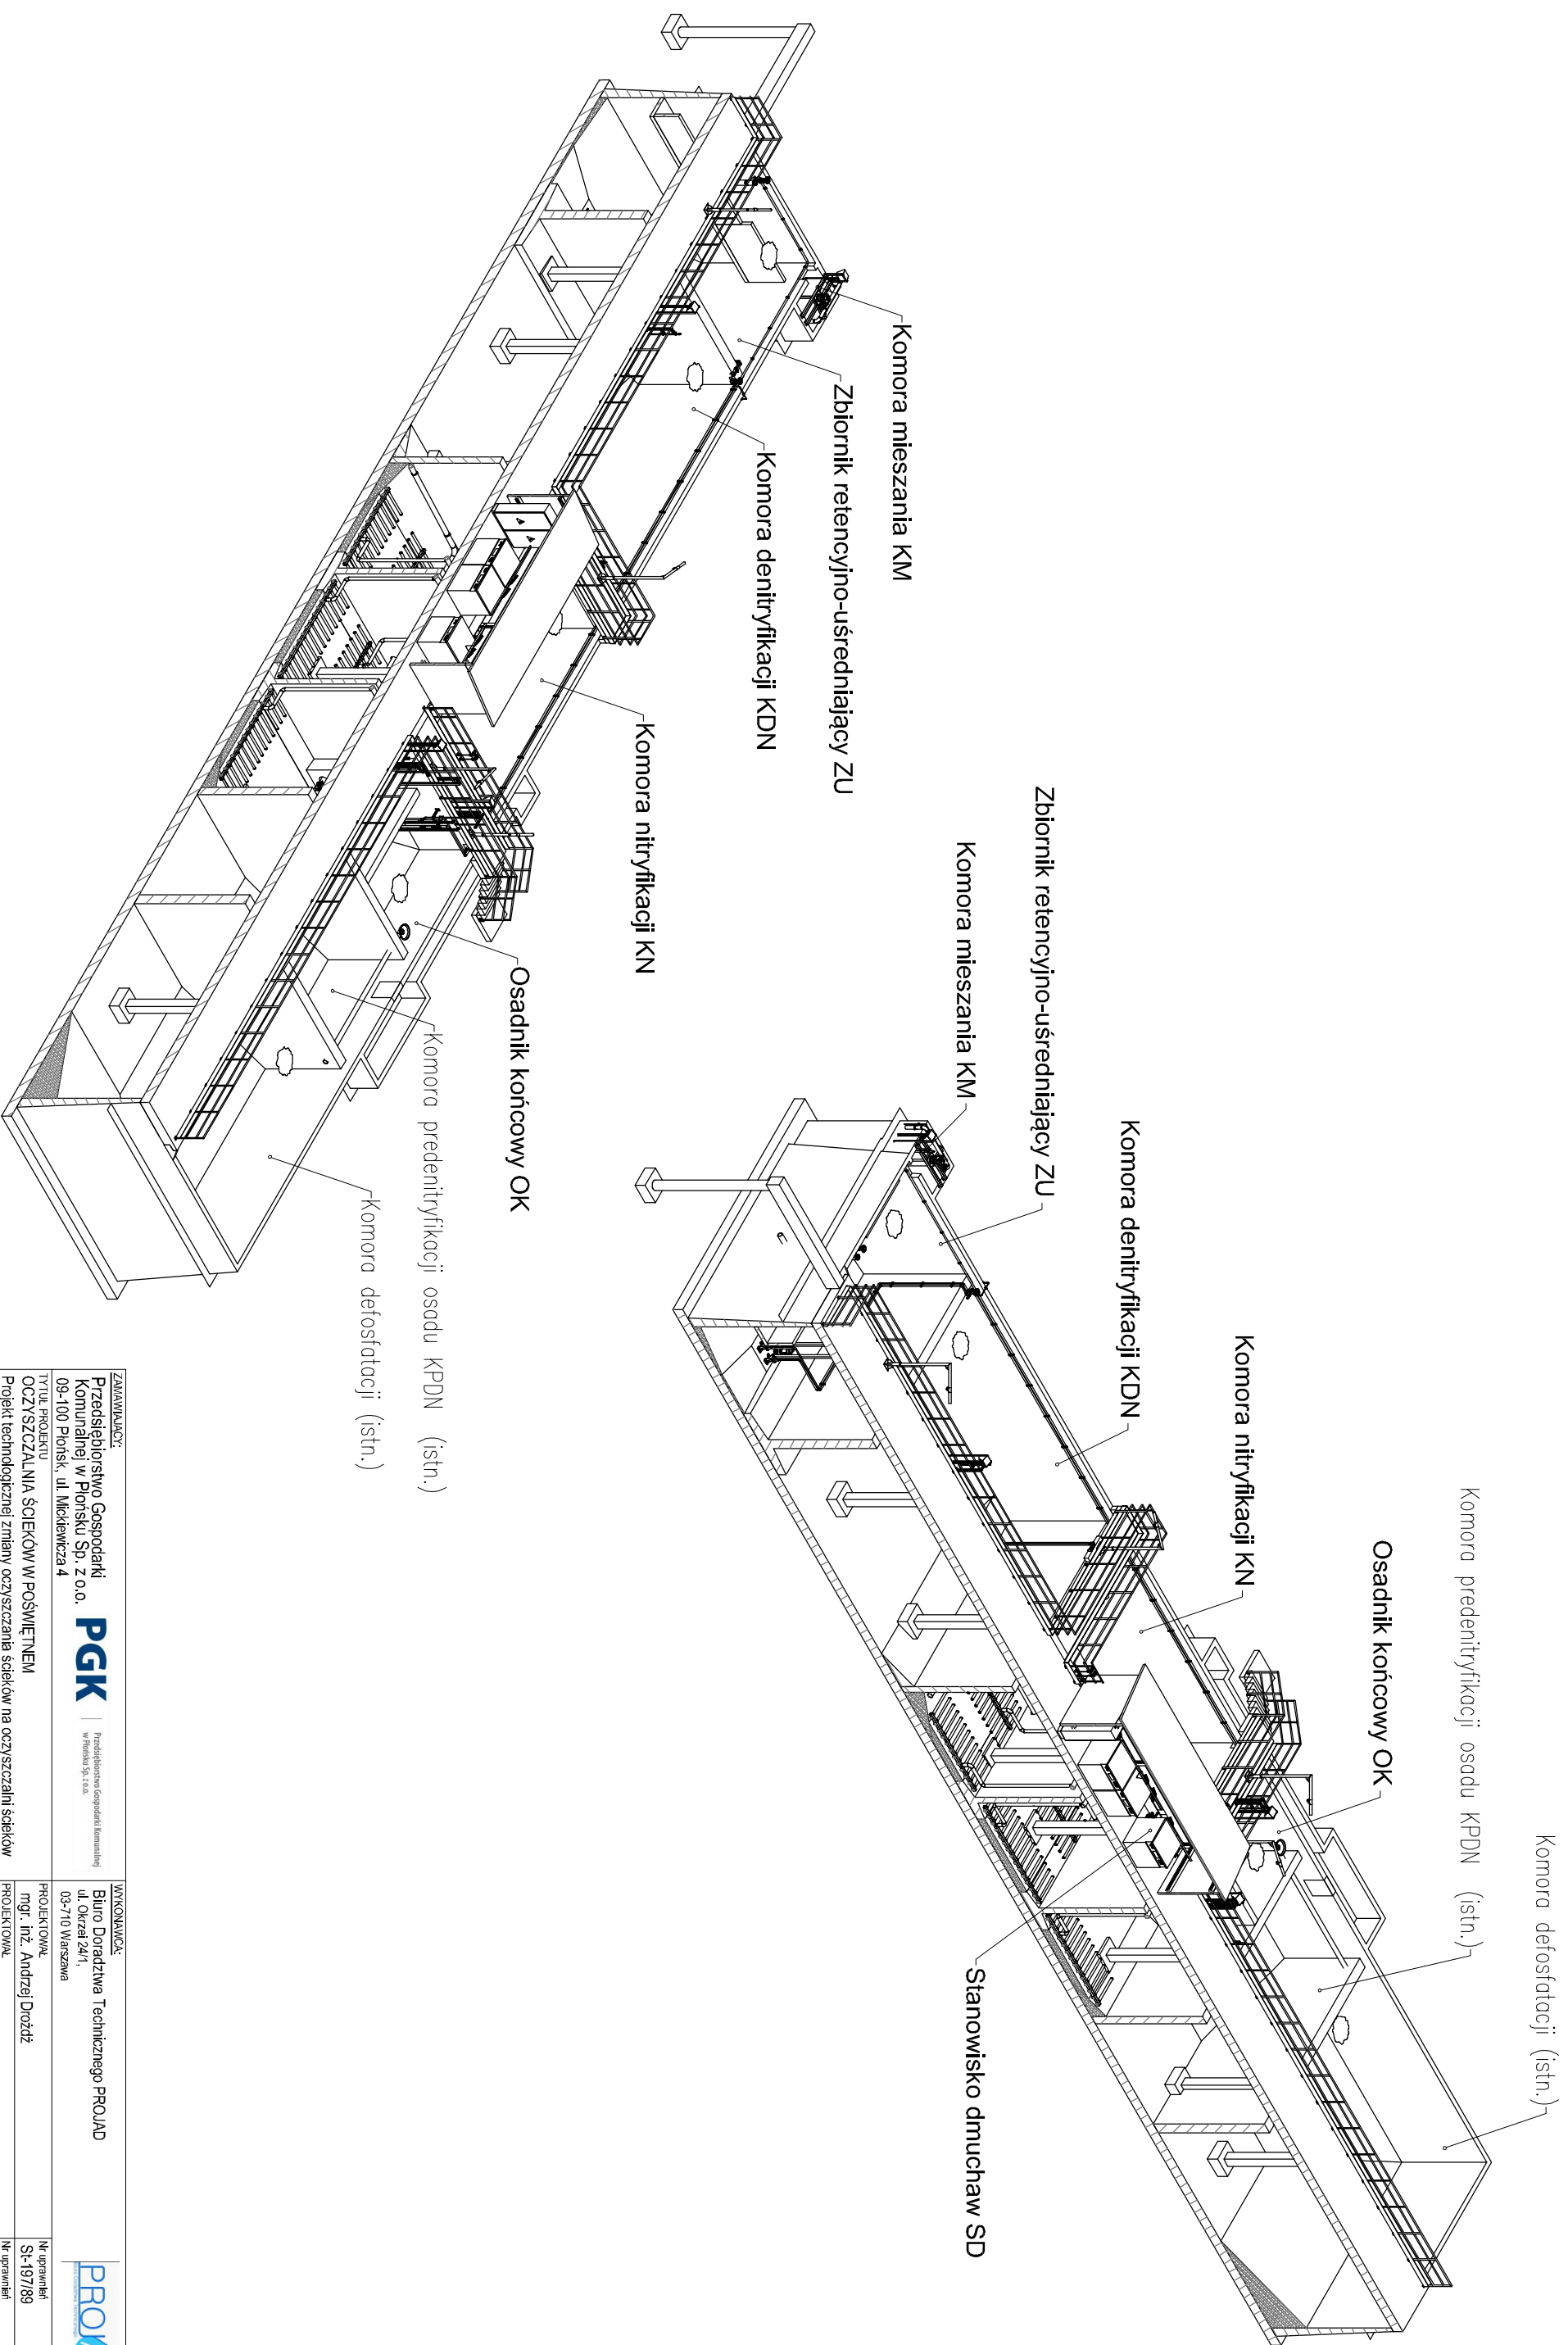 Komora defosfatacji (istn.)
Komora predenitryfikacji osadu KPDN (istn.)
Osadnik końcowy OK
Komora nitryfikacji KN
Komora denitryfikacji KDN
Zbiornik retencyjno-uśredniający ZU
Komora mieszania KM
Stanowisko dmuchaw SD
Komora mieszania KM
Zbiornik retencyjno-uśredniający ZU
Komora denitryfikacji KDN
Komora nitryfikacji KN
Osadnik końcowy OK
Komora predenitryfikacji osadu KPDN (istn.)
Komora defosfatacji (istn.)
ZAMAWIAJĄCY:
Przedsiębiorstwo Gospodarki
Komunalnej w Płońsku Sp. z o.o.
09-100 Płońsk, ul. Mickiewicza 4
PGK
Przedsiębiorstwo Gospodarki Komunalnej
w Płońsku Sp. z o.o.
WYKONAWCA:
Biuro Doradztwa Technicznego PROJAD
ul. Okrzei 24/1,
03-710 Warszawa
TYTUŁ PROJEKTU
OCZYSZCZALNIA ŚCIEKÓW W POŚWIĘTNEM
Projekt technologicznej zmiany oczyszczania ścieków na oczyszczalni ścieków
PROJEKTOWAŁ
mgr. inż. Andrzej Drożdż
Nr uprawnień
St-197/89
PROJEKTOWAŁ
Nr uprawnień